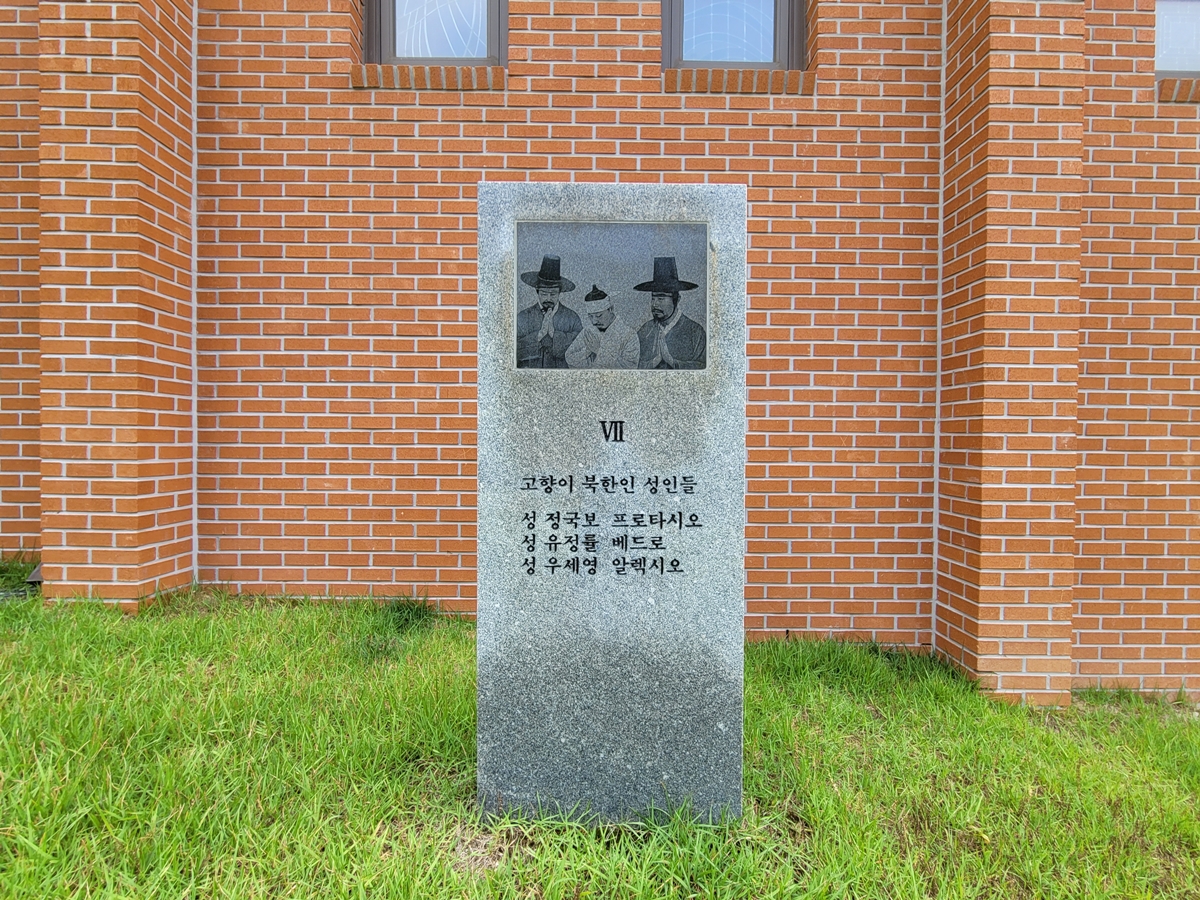 Ⅶ
고향이 북한인 성인들
성 정국보 프로타시오
성 유정률 베드로
성 우세영 알렉시오